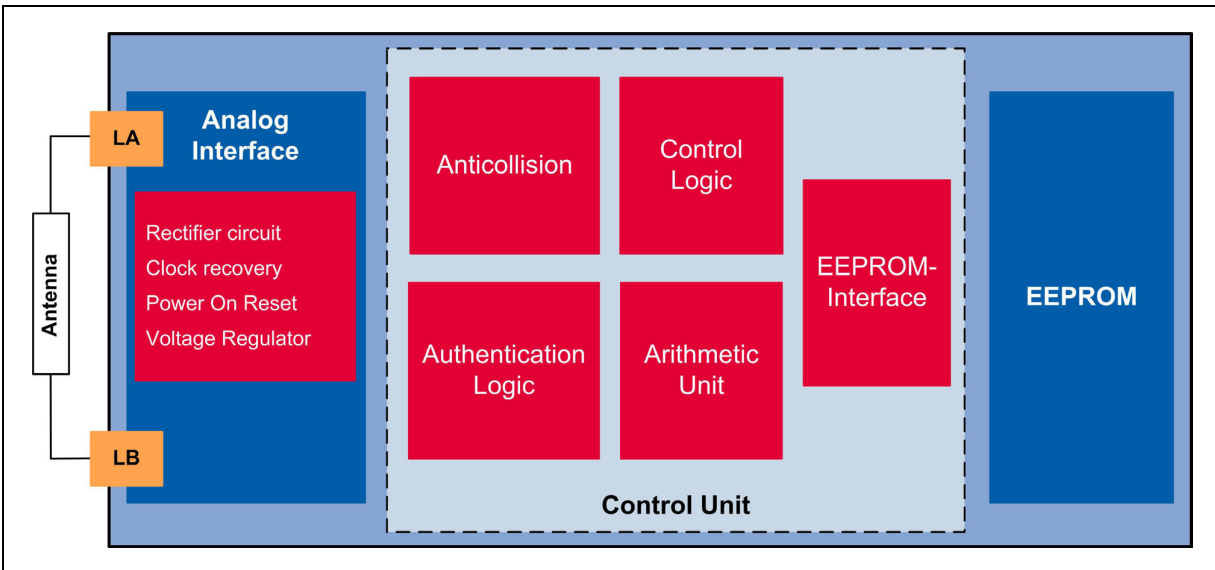 Antenna
LA
LB
Analog
Interface
Rectifier circuit
Clock recovery
Power On Reset
Voltage Regulator
Anticollision
Control
Logic
Authentication
Logic
Arithmetic
Unit
EEPROM-
Interface
Control Unit
EEPROM